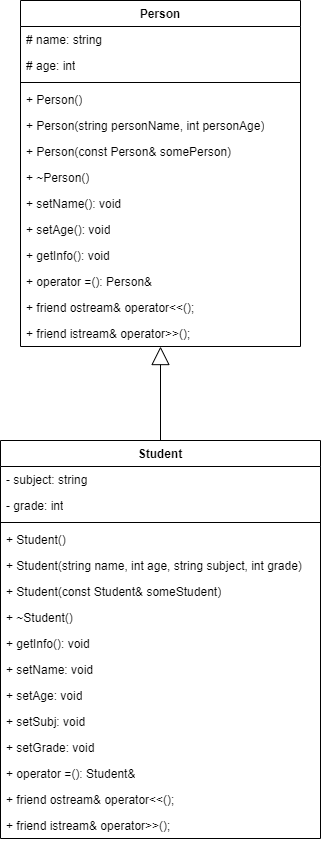 Person
# name: string
# age: int
+ Person()
+ Person(string personName, int personAge)
+ Person(const Person& somePerson)
+ ~Person()
+ setName(): void
+ setAge(): void
+ getInfo(): void
+ operator =(): Person&
+ friend ostream& operator<<();
+ friend istream& operator>>();
Student
- subject: string
- grade: int
+ Student()
+ Student(string name, int age, string subject, int grade)
+ Student(const Student& someStudent)
+ ~Student()
+ getInfo(): void
+ setName: void
+ setAge: void
+ setSubj: void
+ setGrade: void
+ operator =(): Student&
+ friend ostream& operator<<();
+ friend istream& operator>>();